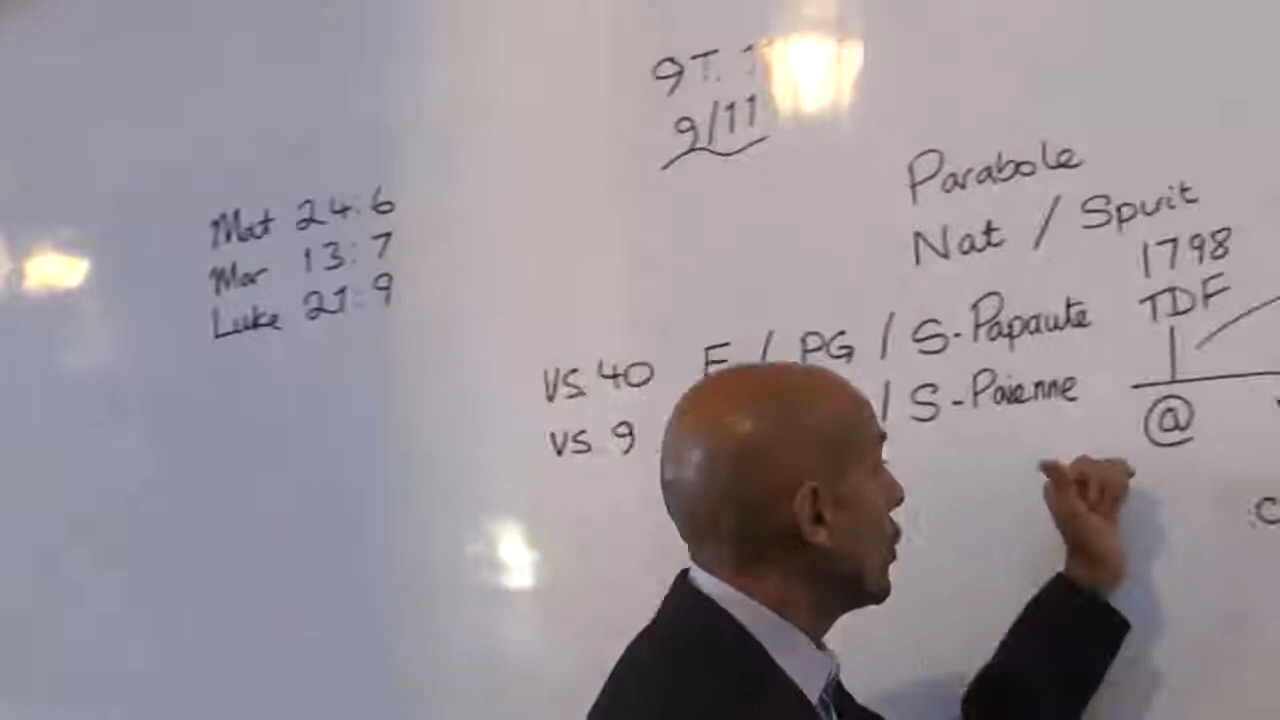 9T.
9/11
Mat 24:6
Mar 13:7
Luke 21:9
Parabole
Nat / Spirit
1798
TDF
VS. 40 / PG / S-Papaute
VS. 9 / S-Paienne
@